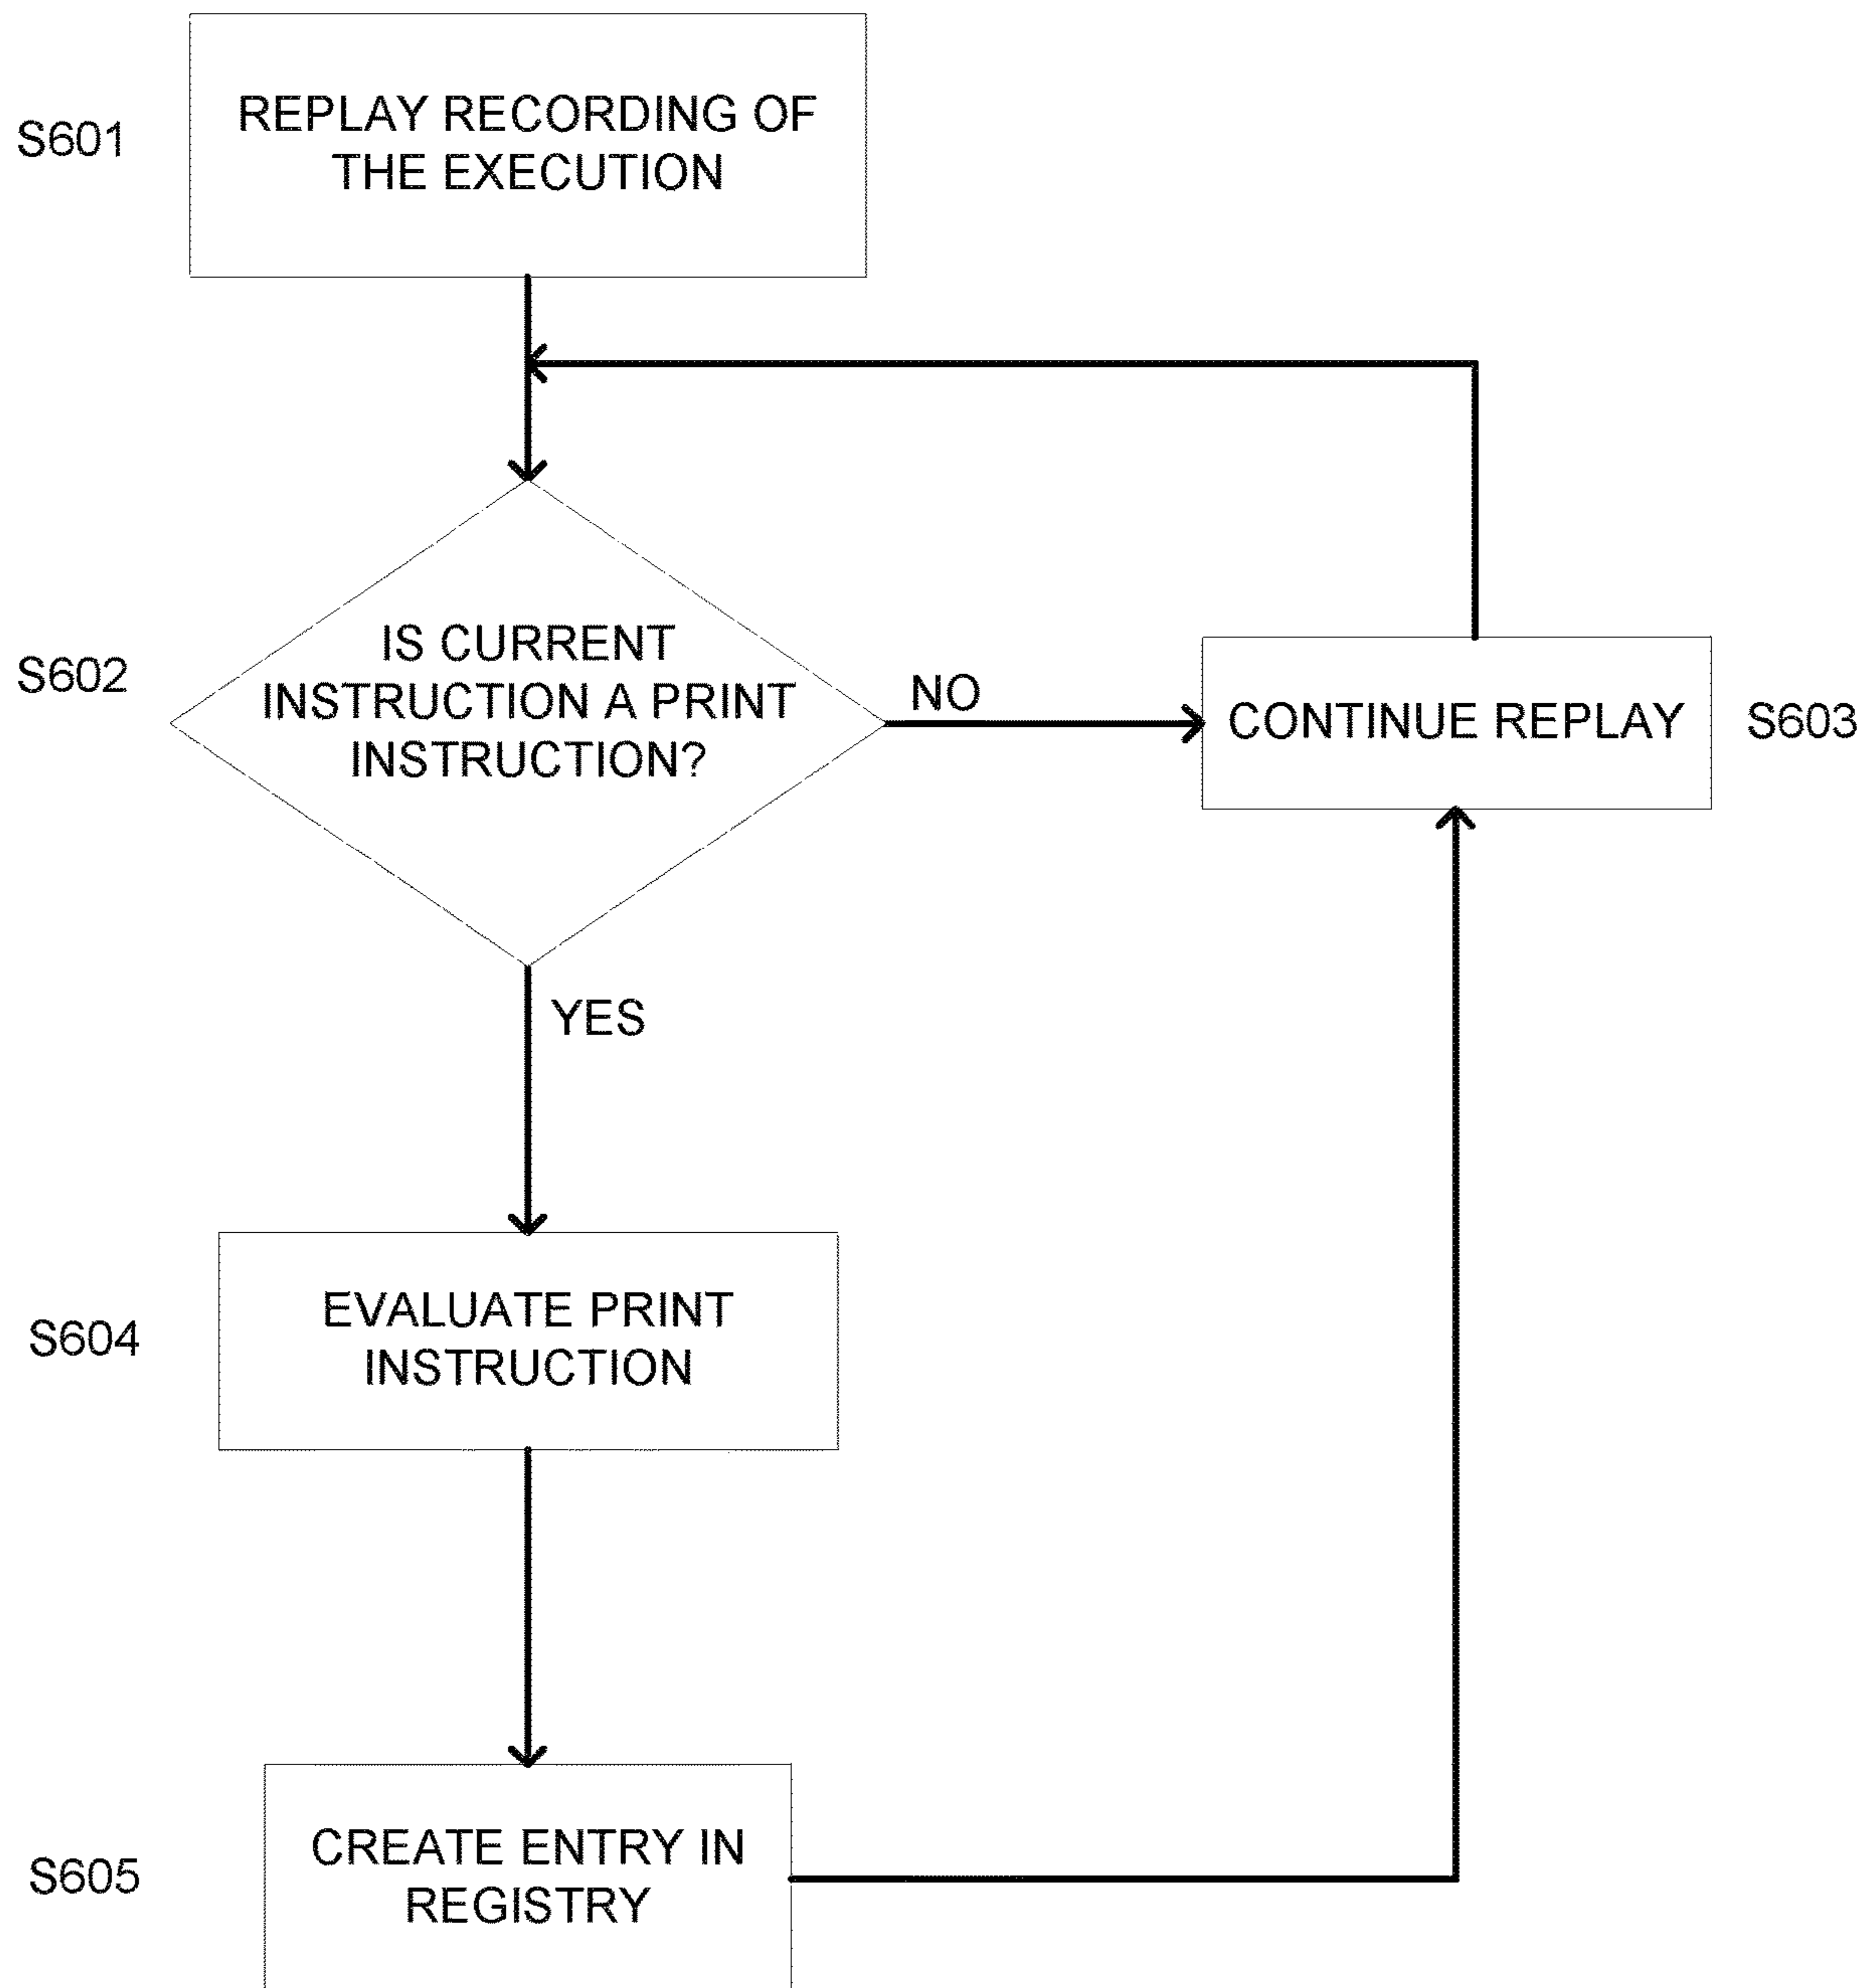 S601
REPLAY RECORDING OF
THE EXECUTION
S602
IS CURRENT
INSTRUCTION A PRINT
INSTRUCTION?
NO
CONTINUE REPLAY
S603
YES
S604
EVALUATE PRINT
INSTRUCTION
S605
CREATE ENTRY IN
REGISTRY